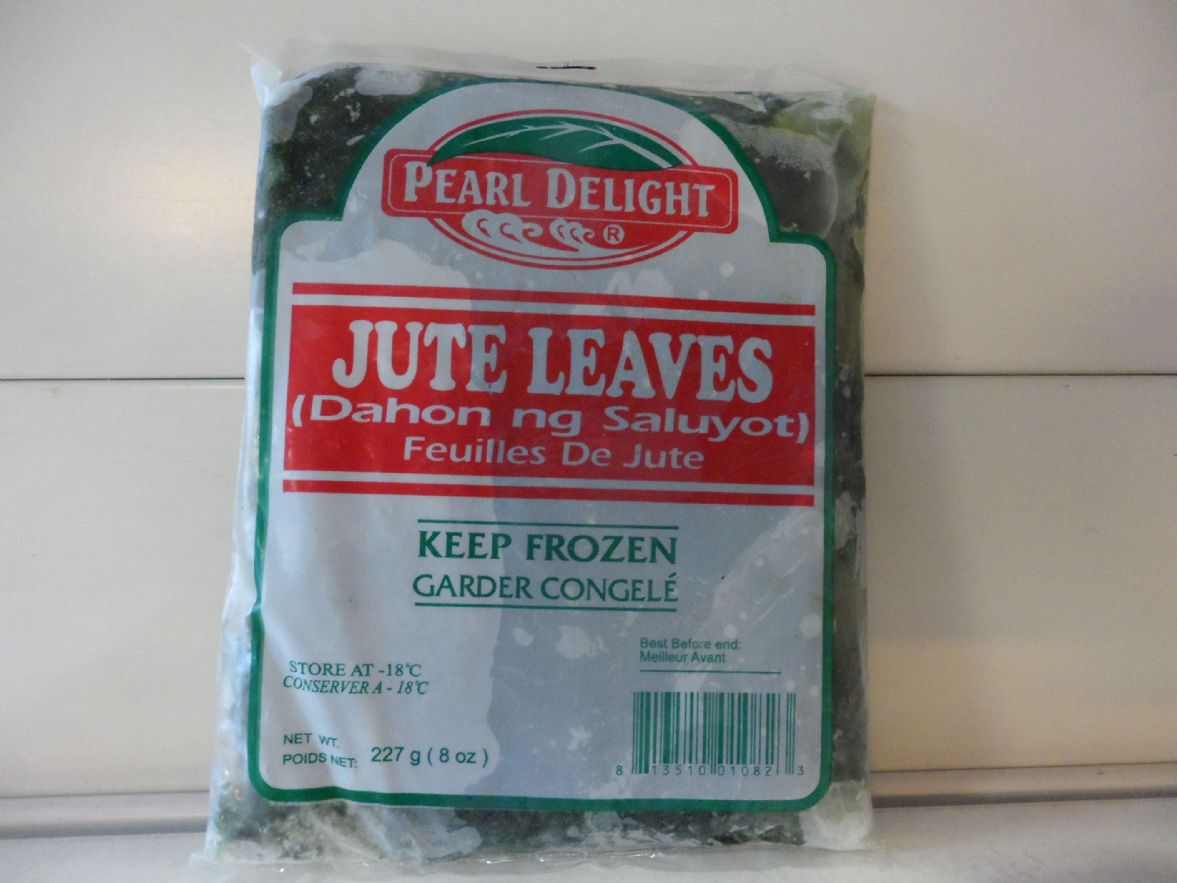 PEARL DELIGHT
®
JUTE LEAVES
(Dahon ng Saluyot)
Feuilles De Jute
KEEP FROZEN
GARDER CONGELÉ
Best Before end:
Meilleur Avant
STORE AT -18°C
CONSERVER A - 18°C
NET WT.
POIDS NET: 227 g ( 8 oz )
8 13510 01082 3